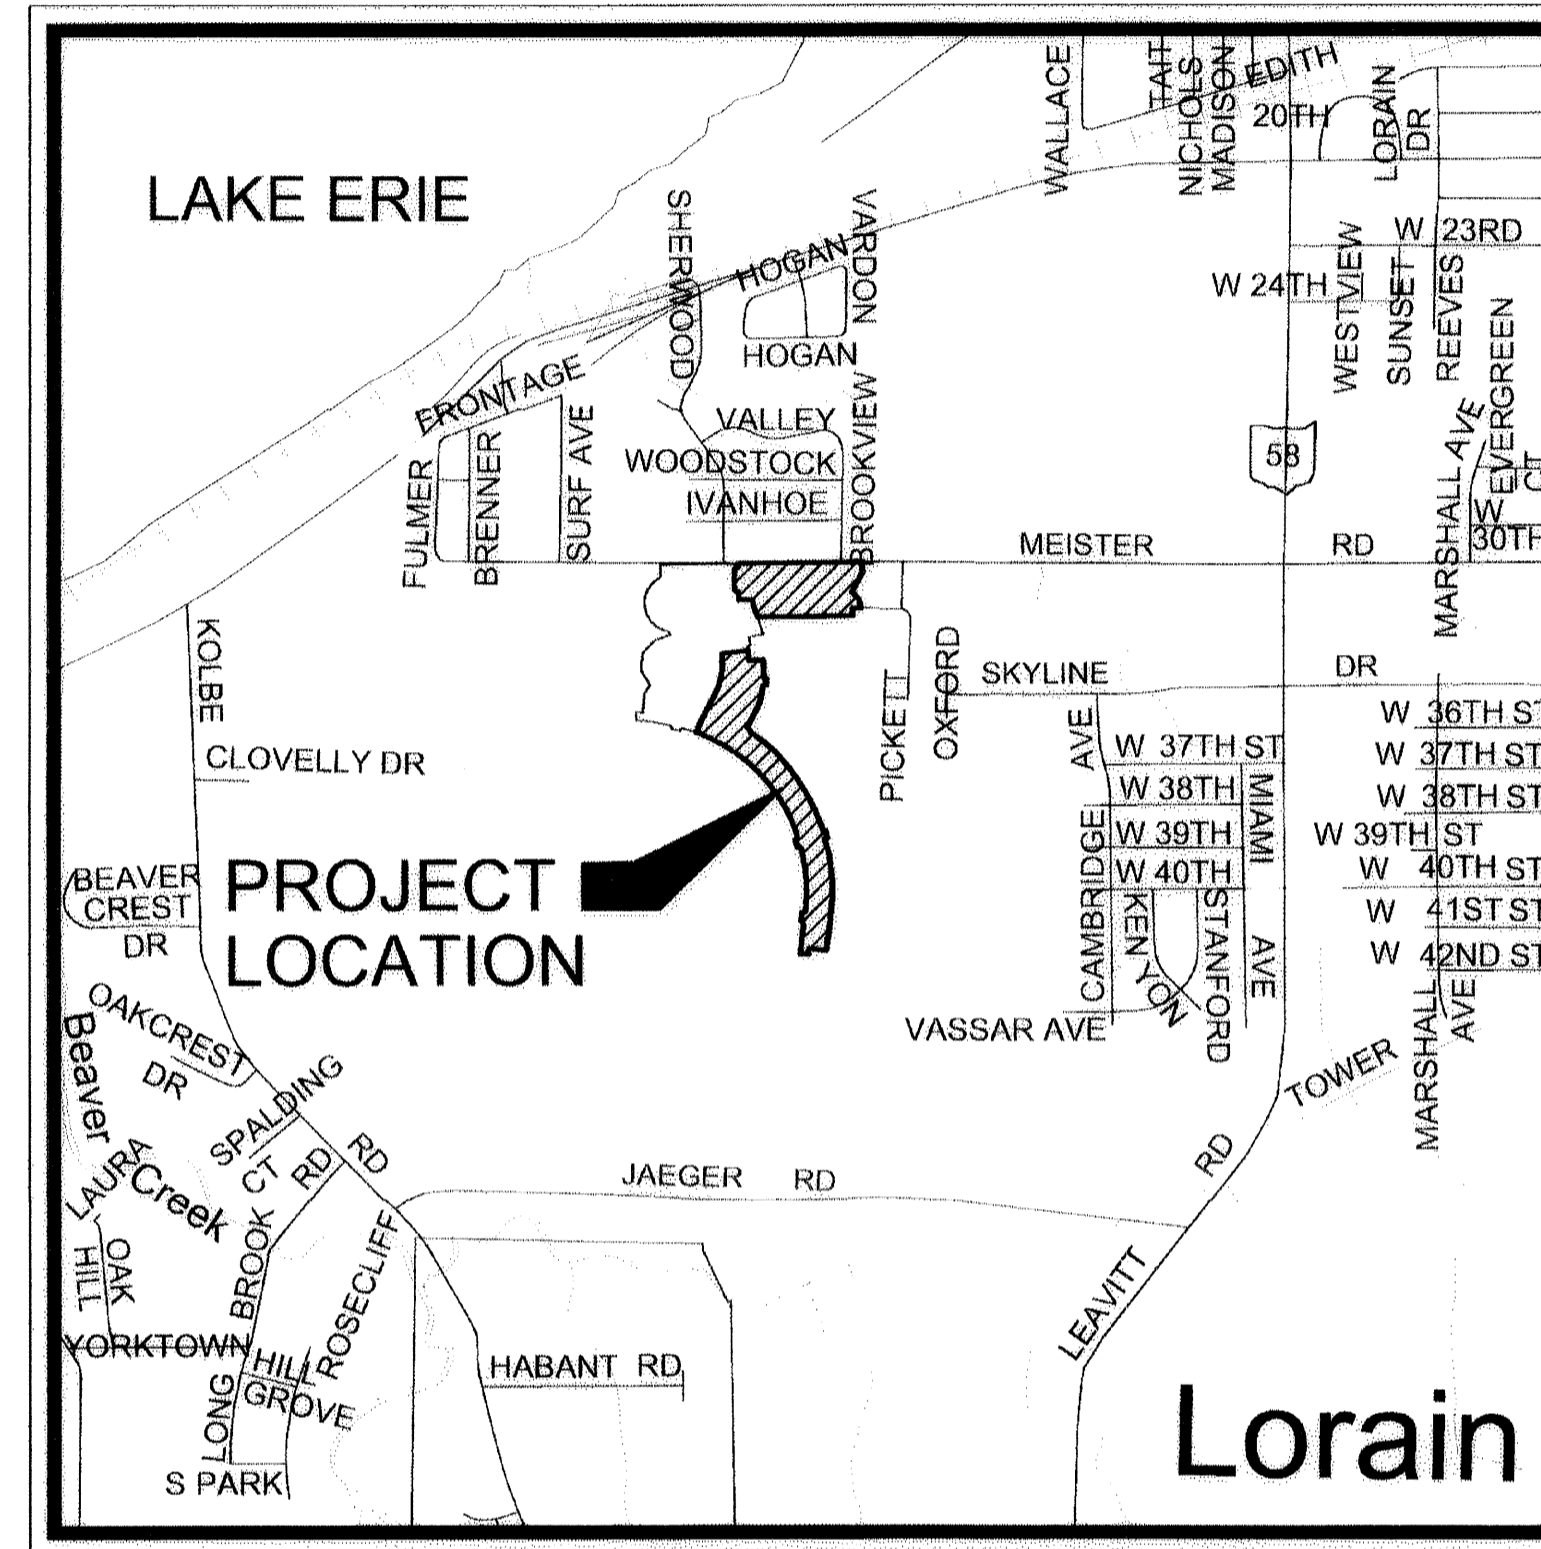 LAKE ERIE
WALLACE
TAIT
NICHOLS
MADISON
EDITH
20TH
LORAIN
DR
SHERWOOD
HOGAN
VARDON
W 23RD
W 24TH
WESTVIEW
SUNSET
REEVES
EVERGREEN
CT
HOGAN
FRONTAGE
VALLEY
WOODSTOCK
IVANHOE
BROOKVIEW
FULMER
BRENNER
SURF AVE
58
MARSHALL AVE
W
30TH
MEISTER RD
KOLBE
CLOVELLY DR
PICKETT
OXFORD
SKYLINE DR
W 36TH ST
AVE
W 37TH ST
W 37TH ST
W 38TH
W 38TH ST
MIAMI
W 39TH
W 39TH ST
W 40TH
W 40TH ST
CAMBRIDGE
W 41ST ST
KENYON
STANFORD
AVE
W 42ND ST
VASSAR AVE
MARSHALL
AVE
TOWER
PROJECT
LOCATION
BEAVER
CREST
DR
OAKCREST
DR
Beaver
Creek
SPALDING
CT
RD
RD
LAURA
OAK
HILL
BROOK
LONG
ROSECLIFF
YORKTOWN
HILL
GROVE
S PARK
JAEGER RD
RD
LEAVITT
HABANT RD
Lorain